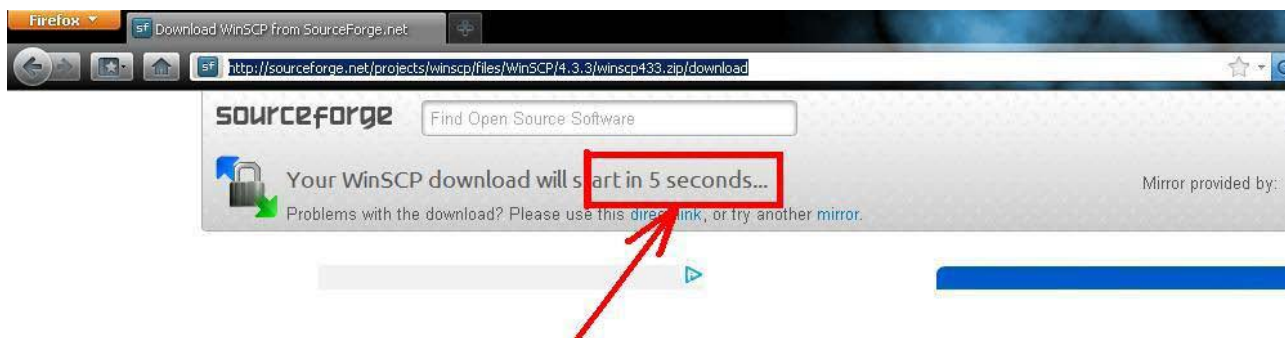 Firefox
Download WinSCP from SourceForge.net
http://sourceforge.net/projects/winscp/files/WinSCP/4.3.3/winscp433.zip/download
sourceforge
Find Open Source Software
Your WinSCP download will start in 5 seconds...
Mirror provided by:
Problems with the download? Please use this direct link, or try another mirror.